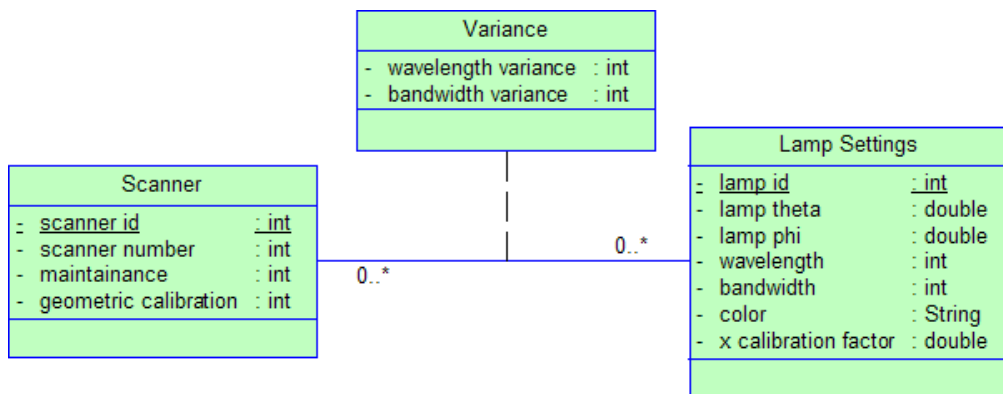 Variance
- wavelength variance : int
- bandwidth variance : int
Scanner
- scanner id : int
- scanner number : int
- maintainance : int
- geometric calibration : int
0..*
0..*
Lamp Settings
- lamp id : int
- lamp theta : double
- lamp phi : double
- wavelength : int
- bandwidth : int
- color : String
- x calibration factor : double